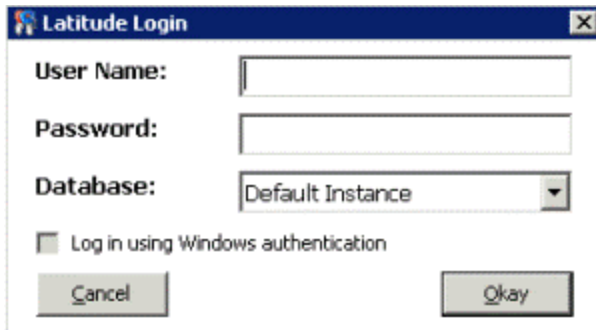 Latitude Login
User Name:
Password:
Database: Default Instance
Log in using Windows authentication
Cancel Okay